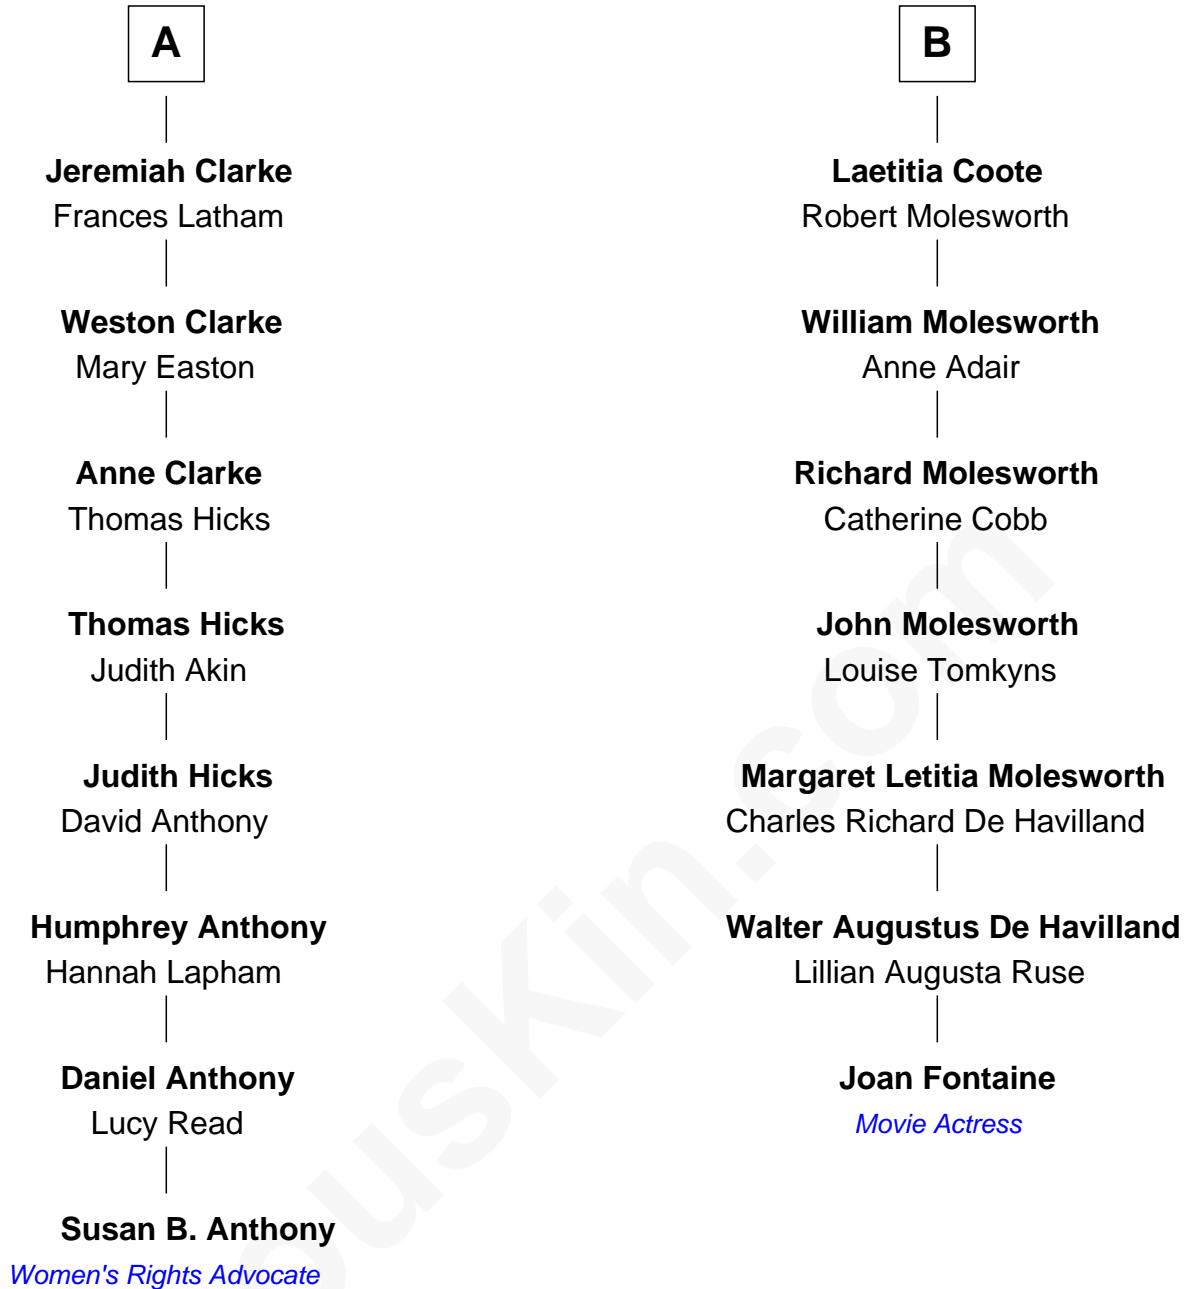 A
Jeremiah Clarke
Frances Latham
Weston Clarke
Mary Easton
Anne Clarke
Thomas Hicks
Thomas Hicks
Judith Akin
Judith Hicks
David Anthony
Humphrey Anthony
Hannah Lapham
Daniel Anthony
Lucy Read
Susan B. Anthony
Women's Rights Advocate
B
Laetitia Coote
Robert Molesworth
William Molesworth
Anne Adair
Richard Molesworth
Catherine Cobb
John Molesworth
Louise Tomkyns
Margaret Letitia Molesworth
Charles Richard De Havilland
Walter Augustus De Havilland
Lillian Augusta Ruse
Joan Fontaine
Movie Actress
ousKin.com